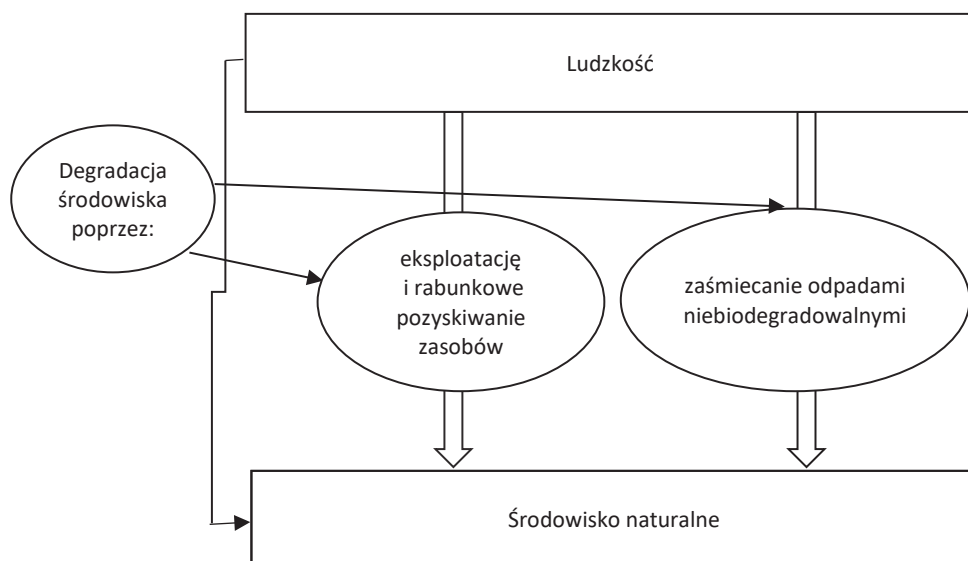 Ludzkość
Degradacja
środowiska
poprzez:
eksploatację
i rabunkowe
pozyskiwanie
zasobów
zaśmiecanie odpadami
niebiodegradowalnymi
Środowisko naturalne